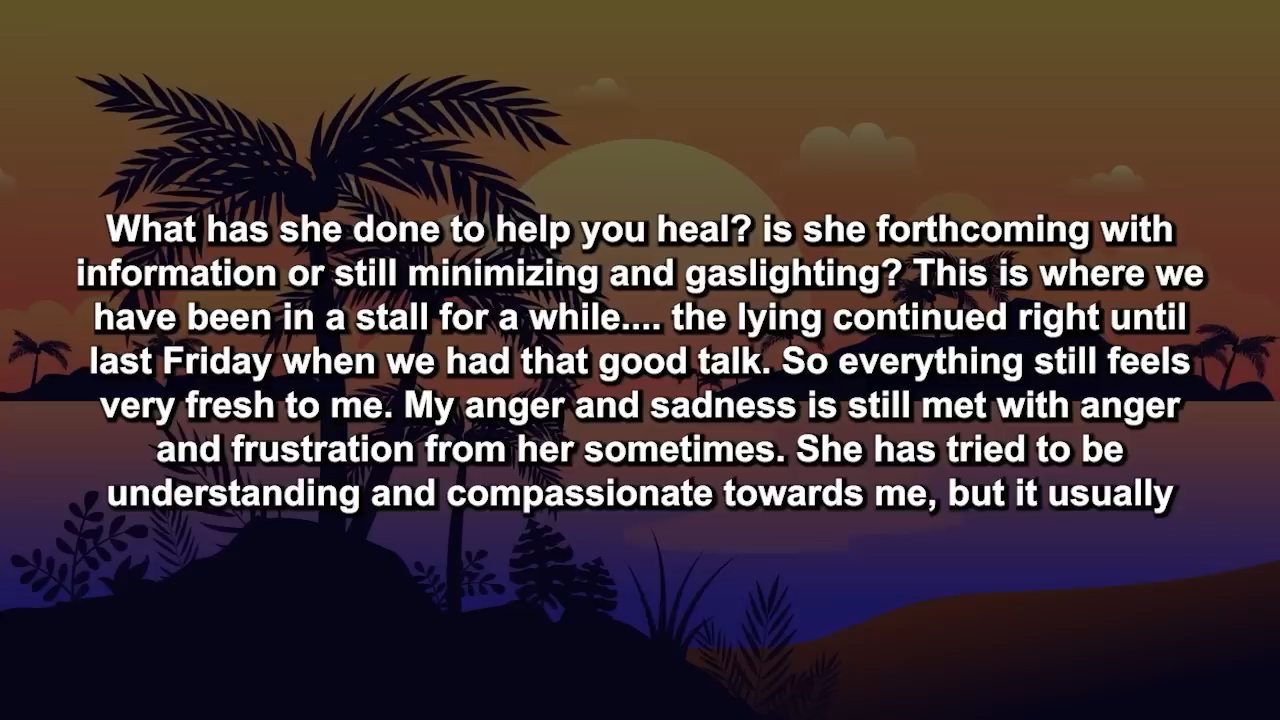 What has she done to help you heal? is she forthcoming with
information or still minimizing and gaslighting? This is where we
have been in a stall for a while.... the lying continued right until
last Friday when we had that good talk. So everything still feels
very fresh to me. My anger and sadness is still met with anger
and frustration from her sometimes. She has tried to be
understanding and compassionate towards me, but it usually